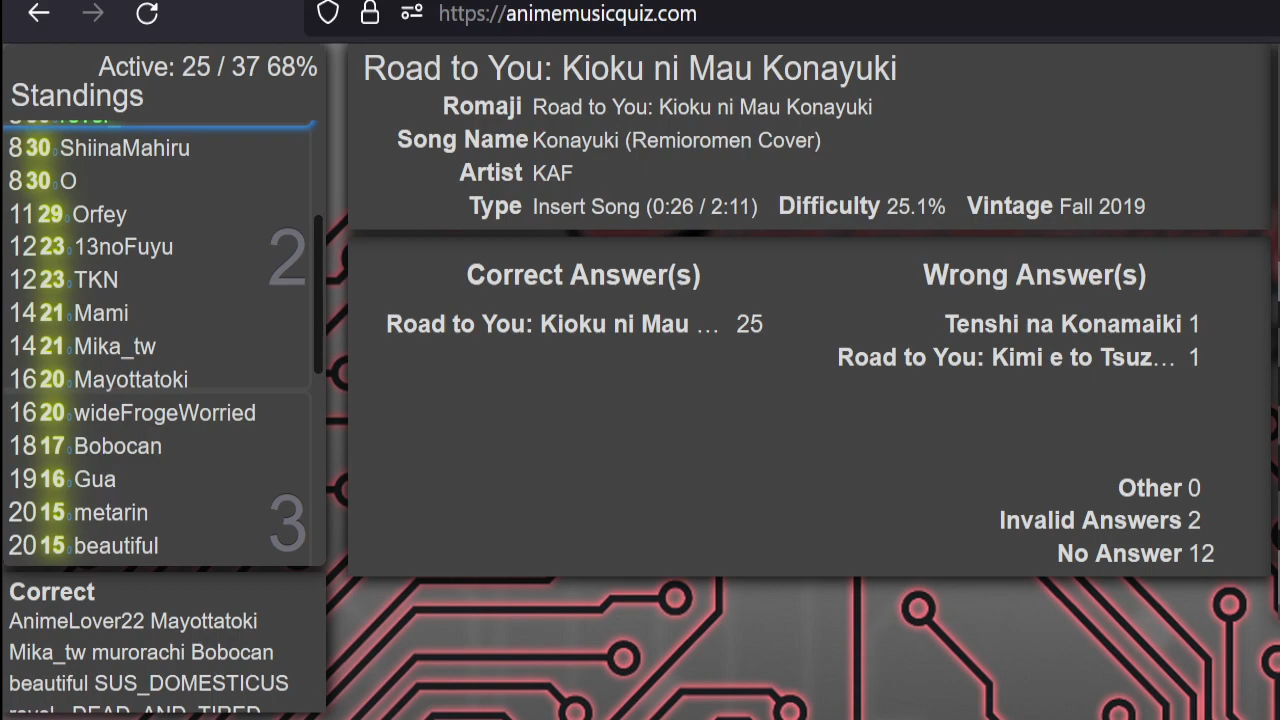 https://animemusicquiz.com
Active: 25 / 37 68%
Standings
8 30 ShiinaMahiru
8 30 O
11 29 Orfey
12 23 13noFuyu
12 23 TKN
14 21 Mami
14 21 Mika_tw
16 20 Mayottatoki
16 20 wideFrogeWorried
18 17 Bobocan
19 16 Gua
20 15 metarin
20 15 beautiful
2
3
Correct
AnimeLover22 Mayottatoki
Mika_tw murorachi Bobocan
beautiful SUS_DOMESTICUS
DEAD_AND_TIRED
Road to You: Kioku ni Mau Konayuki
Romaji Road to You: Kioku ni Mau Konayuki
Song Name Konayuki (Remioromen Cover)
Artist KAF
Type Insert Song (0:26 / 2:11) Difficulty 25.1% Vintage Fall 2019
Correct Answer(s)
Road to You: Kioku ni Mau … 25
Wrong Answer(s)
Tenshi na Konamaiki 1
Road to You: Kimi e to Tsuz… 1
Other 0
Invalid Answers 2
No Answer 12